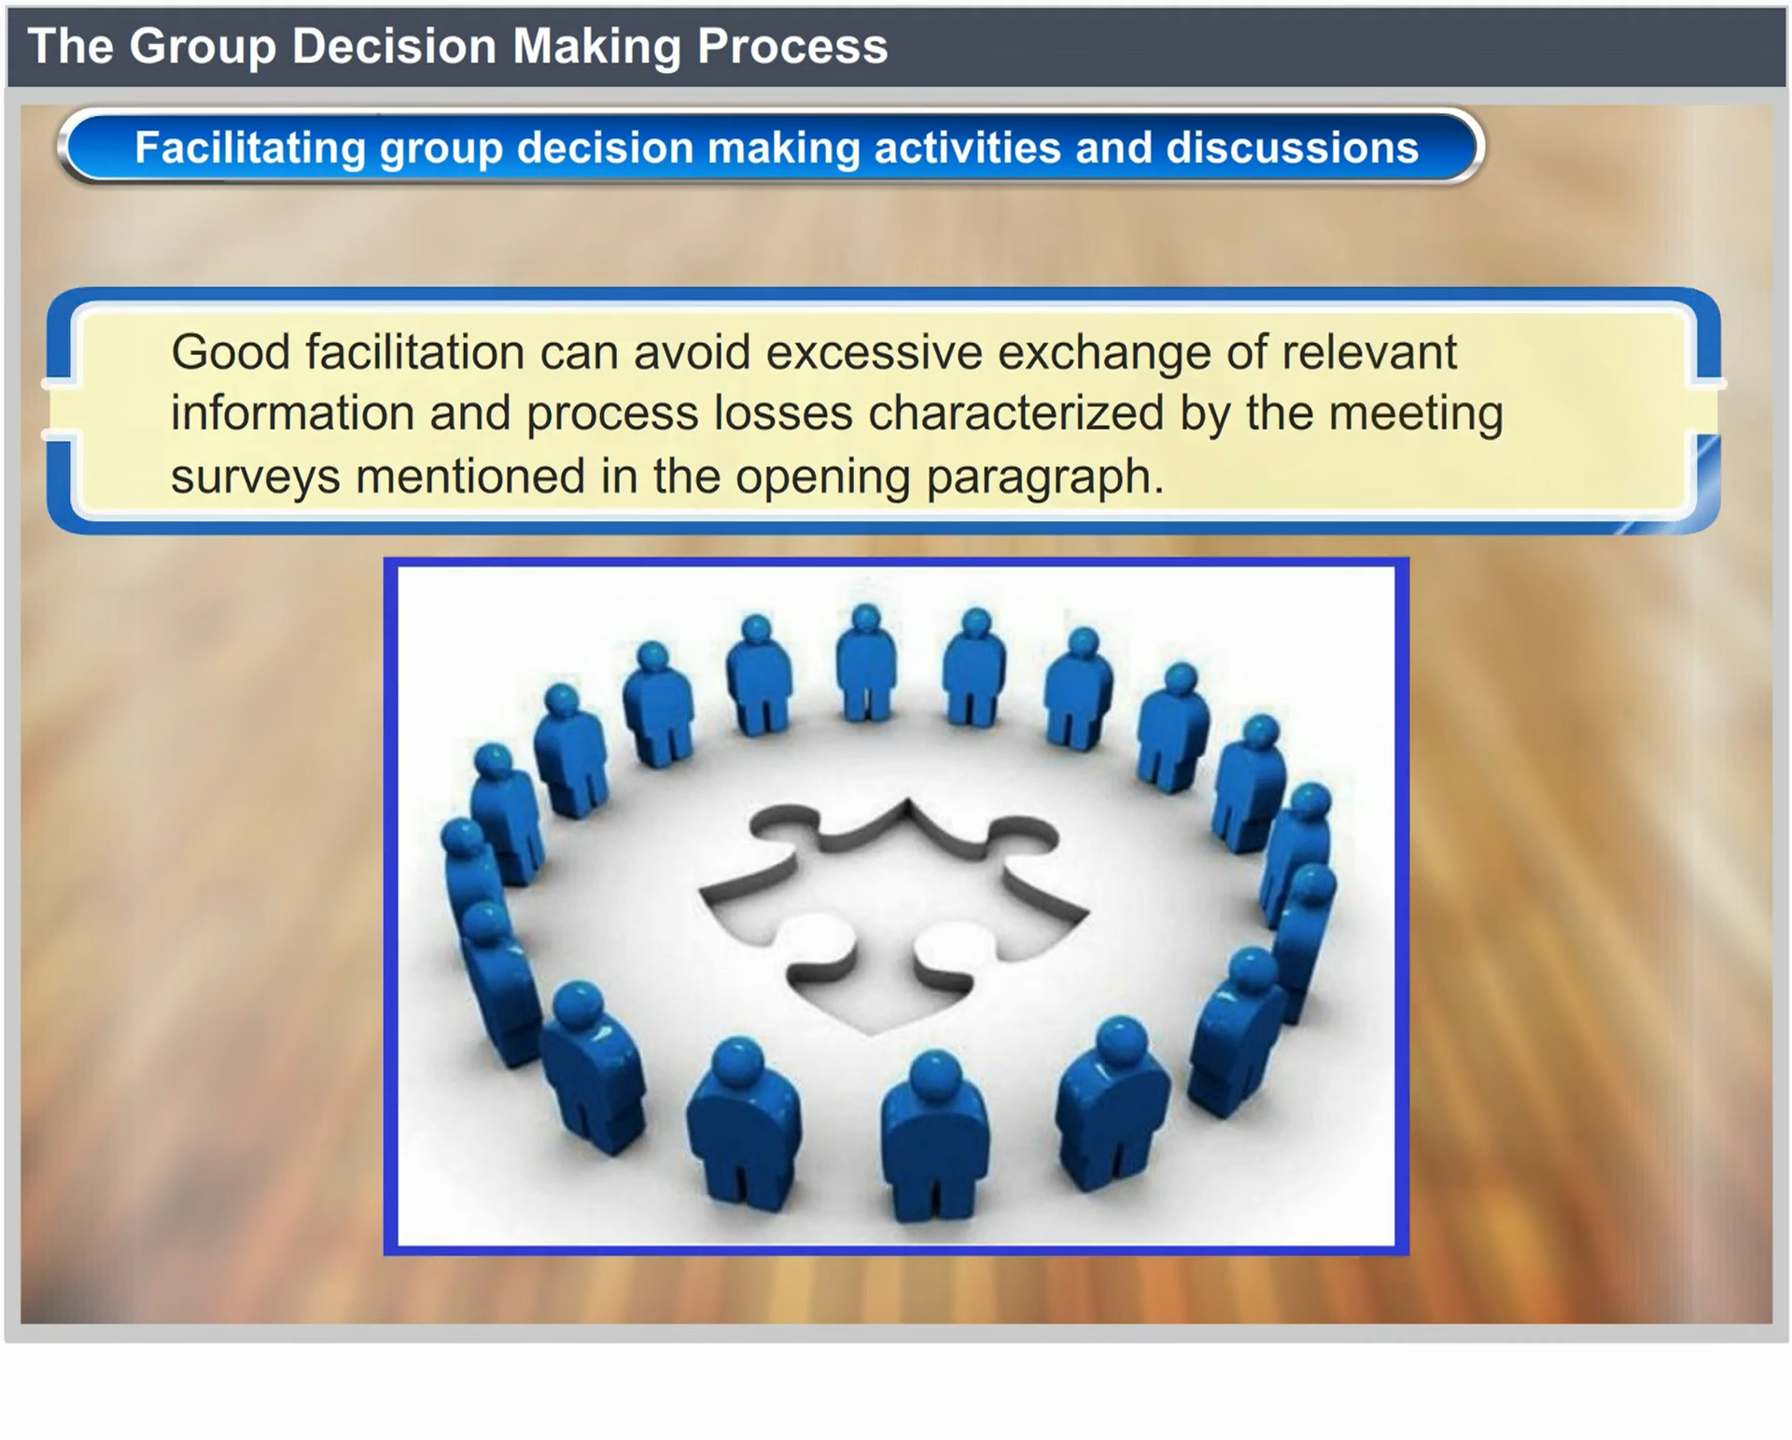 The Group Decision Making Process
Facilitating group decision making activities and discussions
Good facilitation can avoid excessive exchange of relevant
information and process losses characterized by the meeting
surveys mentioned in the opening paragraph.